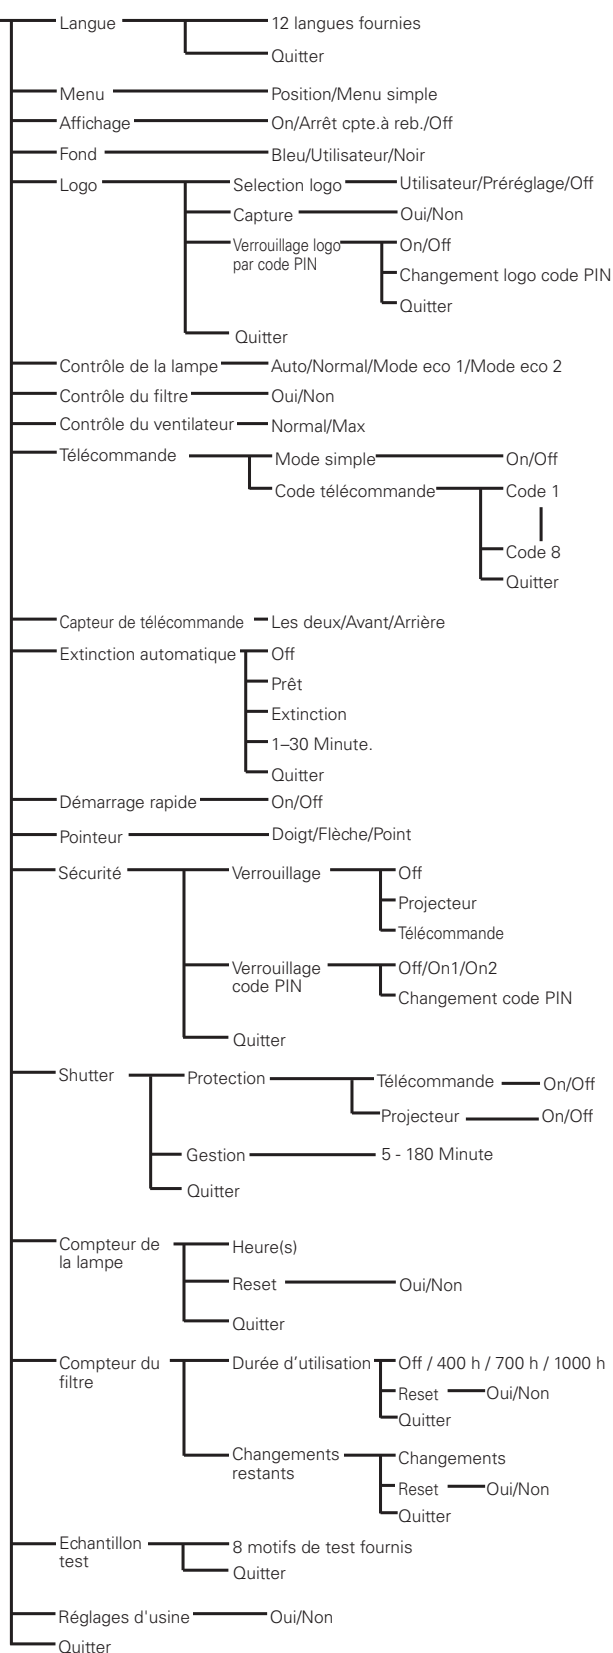 Langue 12 langues fournies
Quitter
Menu Position/Menu simple
Affichage On/Arrêt cpte.à reb./Off
Fond Bleu/Utilisateur/Noir
Logo Selection logo Utilisateur/Préréglage/Off
Capture Oui/Non
Verrouillage logo On/Off
par code PIN
Changement logo code PIN
Quitter
Quitter
Contrôle de la lampe Auto/Normal/Mode eco 1/Mode eco 2
Contrôle du filtre Oui/Non
Contrôle du ventilateur Normal/Max
Télécommande Mode simple On/Off
Code télécommande Code 1
Code 8
Quitter
Capteur de télécommande Les deux/Avant/Arrière
Extinction automatique Off
Prêt
Extinction
1–30 Minute.
Quitter
Démarrage rapide On/Off
Pointeur Doigt/Flèche/Point
Sécurité Verrouillage Off
Projecteur
Télécommande
Verrouillage Off/On1/On2
code PIN
Changement code PIN
Quitter
Shutter Protection Télécommande On/Off
Projecteur On/Off
Gestion 5 - 180 Minute
Quitter
Compteur de Heure(s)
la lampe
Reset Oui/Non
Quitter
Compteur du Durée d’utilisation Off / 400 h / 700 h / 1000 h
filtre
Reset Oui/Non
Quitter
Changements Changements
restants
Reset Oui/Non
Quitter
Echantillon 8 motifs de test fournis
test
Quitter
Réglages d'usine Oui/Non
Quitter